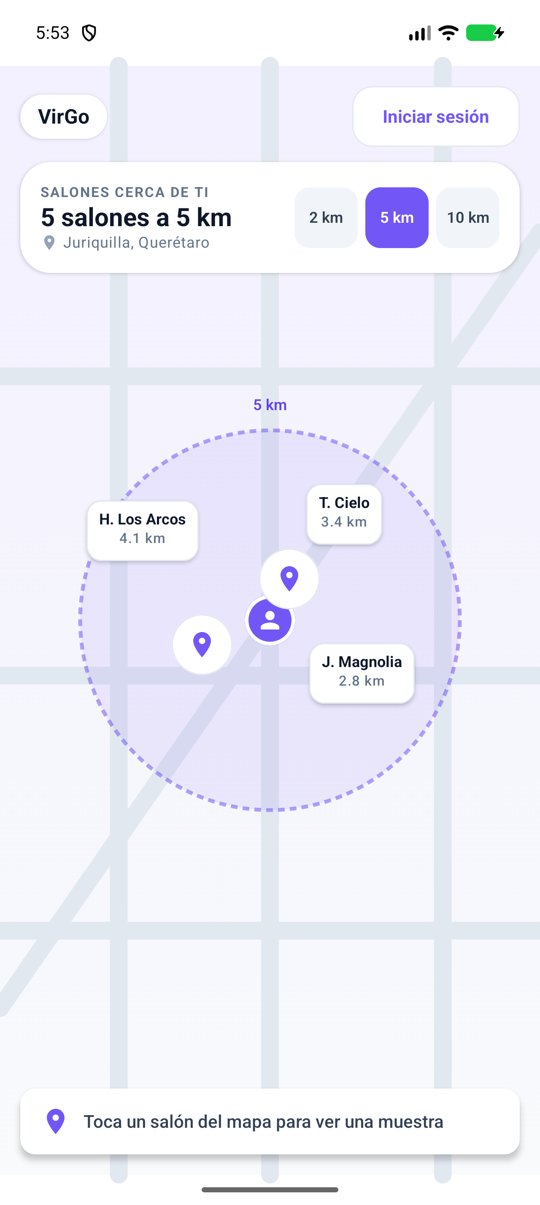 5:53
VirGo
Iniciar sesión
SALONES CERCA DE TI
5 salones a 5 km
Juriquilla, Querétaro
2 km
5 km
10 km
5 km
H. Los Arcos
4.1 km
T. Cielo
3.4 km
J. Magnolia
2.8 km
Toca un salón del mapa para ver una muestra